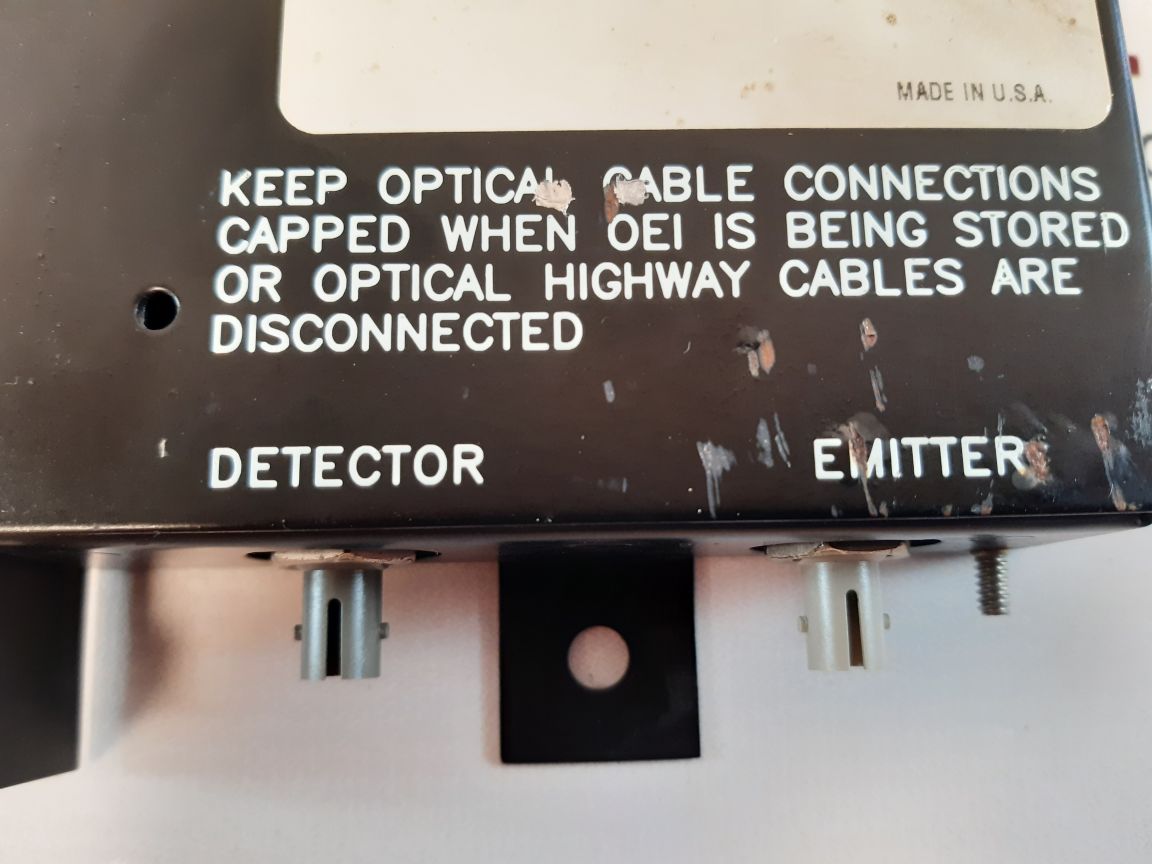 MADE IN U.S.A.
KEEP OPTICAL CABLE CONNECTIONS
CAPPED WHEN OEI IS BEING STORED
OR OPTICAL HIGHWAY CABLES ARE
DISCONNECTED
DETECTOR EMITTER